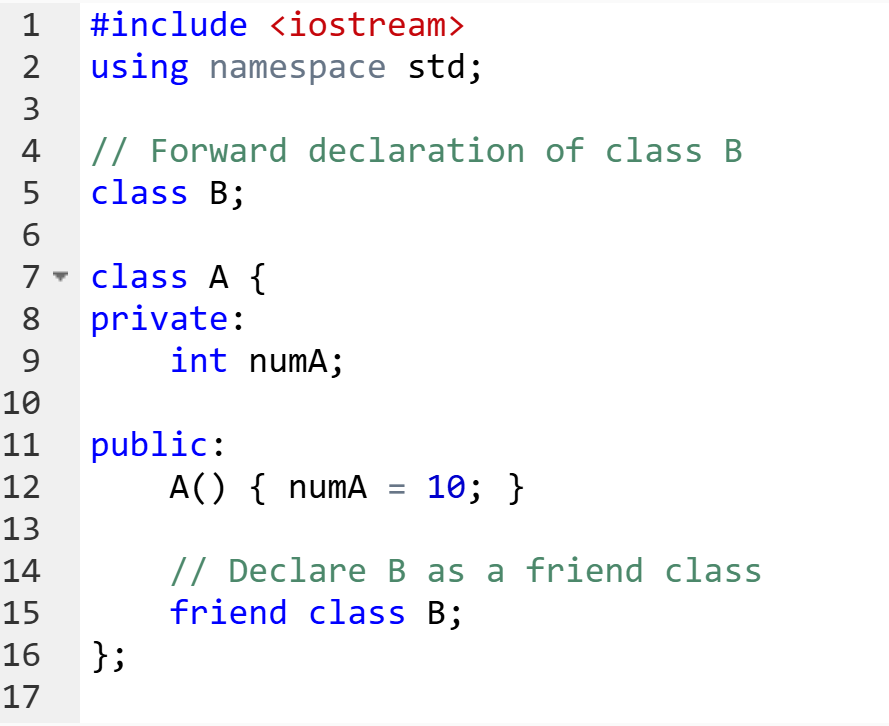 1 #include <iostream>
2 using namespace std;
3
4 // Forward declaration of class B
5 class B;
6
7 class A {
8 private:
9     int numA;
10
11 public:
12     A() { numA = 10; }
13
14     // Declare B as a friend class
15     friend class B;
16 };
17